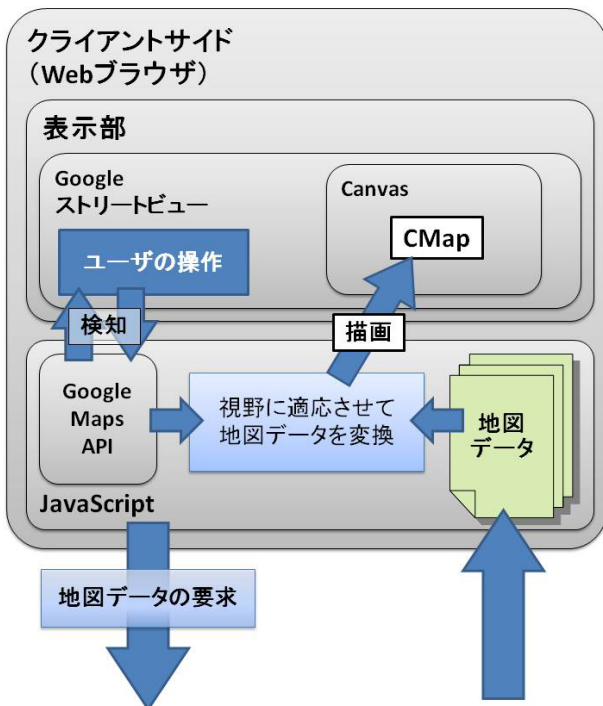 クライアントサイド
（Webブラウザ）
表示部
Google
ストリートビュー
Canvas
CMap
ユーザの操作
検知
描画
Google
Maps
API
視野に適応させて
地図データを変換
地図
データ
JavaScript
地図データの要求